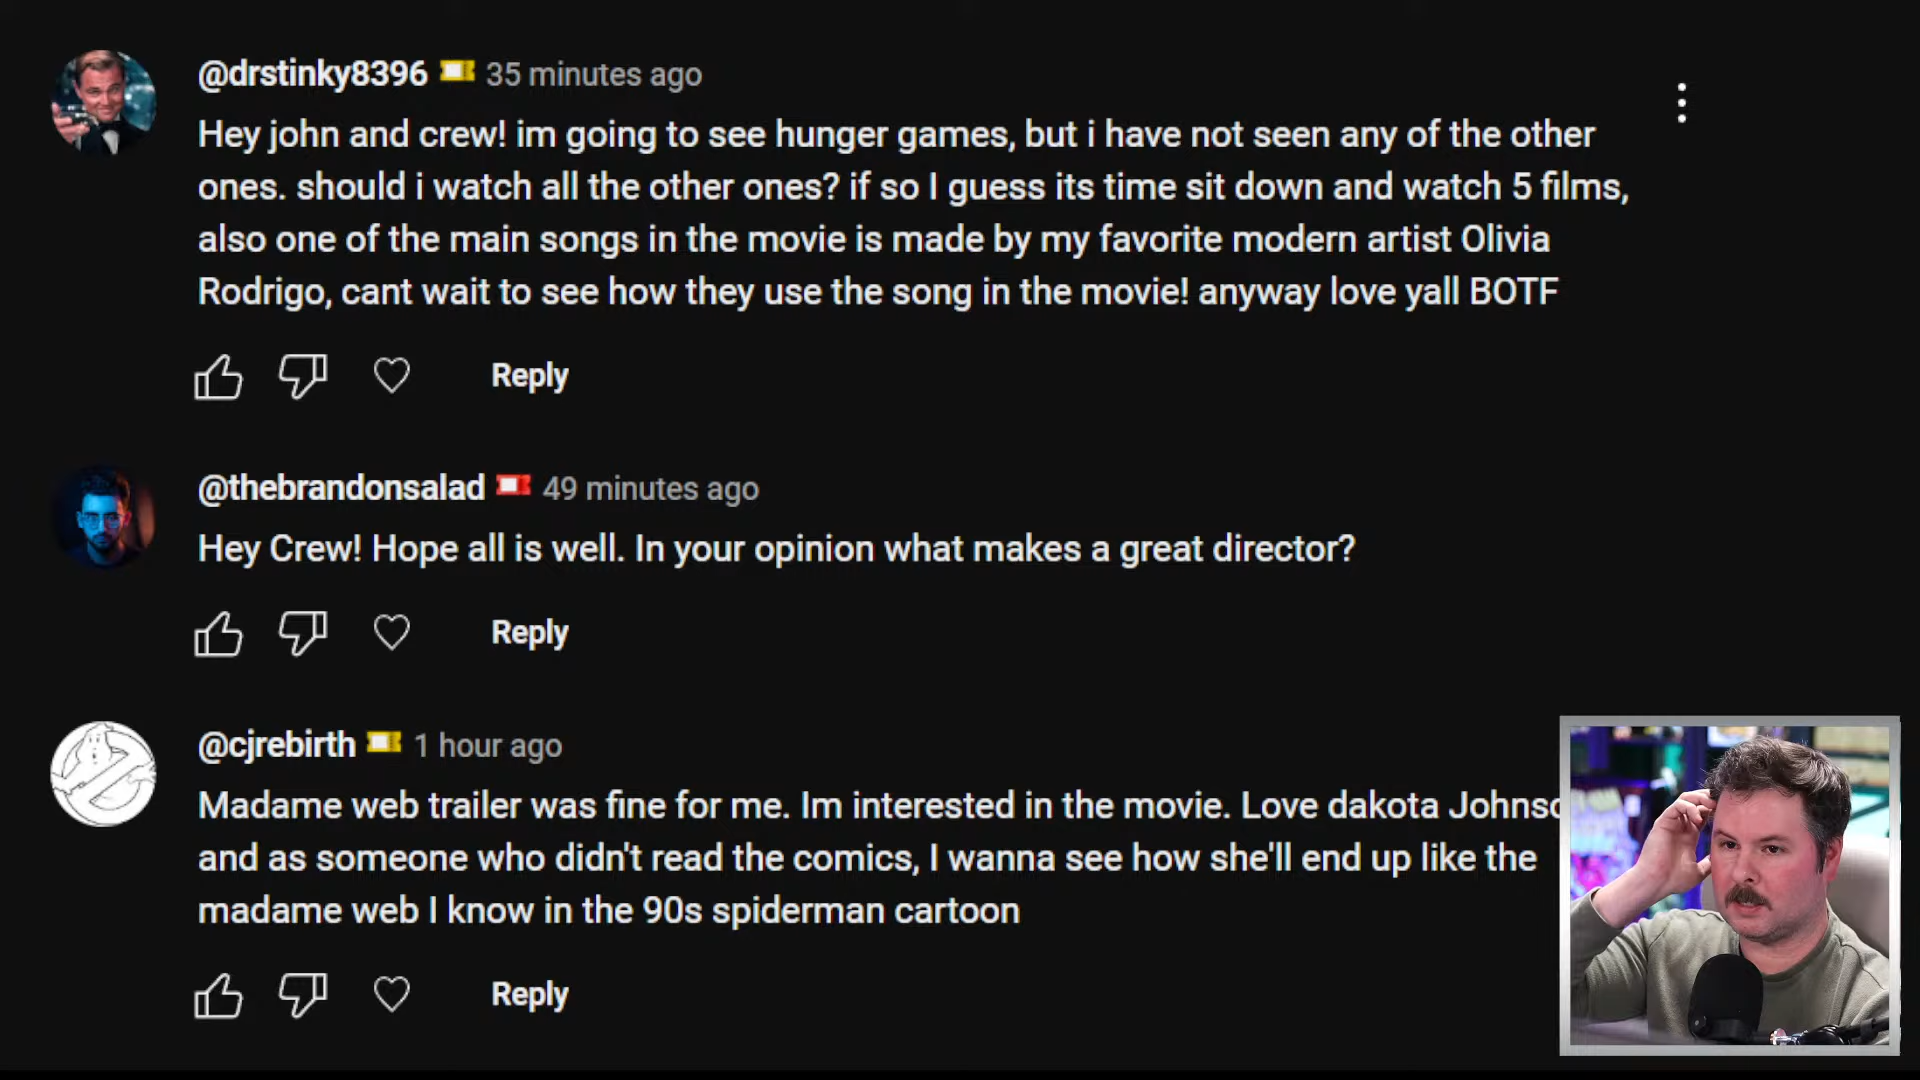 @drstinky8396 35 minutes ago
Hey john and crew! im going to see hunger games, but i have not seen any of the other
ones. should i watch all the other ones? if so I guess its time sit down and watch 5 films,
also one of the main songs in the movie is made by my favorite modern artist Olivia
Rodrigo, cant wait to see how they use the song in the movie! anyway love yall BOTF
Reply
@thebrandonsalad 49 minutes ago
Hey Crew! Hope all is well. In your opinion what makes a great director?
Reply
@cjrebirth 1 hour ago
Madame web trailer was fine for me. Im interested in the movie. Love dakota
and as someone who didn't read the comics, I wanna see how she'll end up like the
madame web I know in the 90s spiderman cartoon
Reply